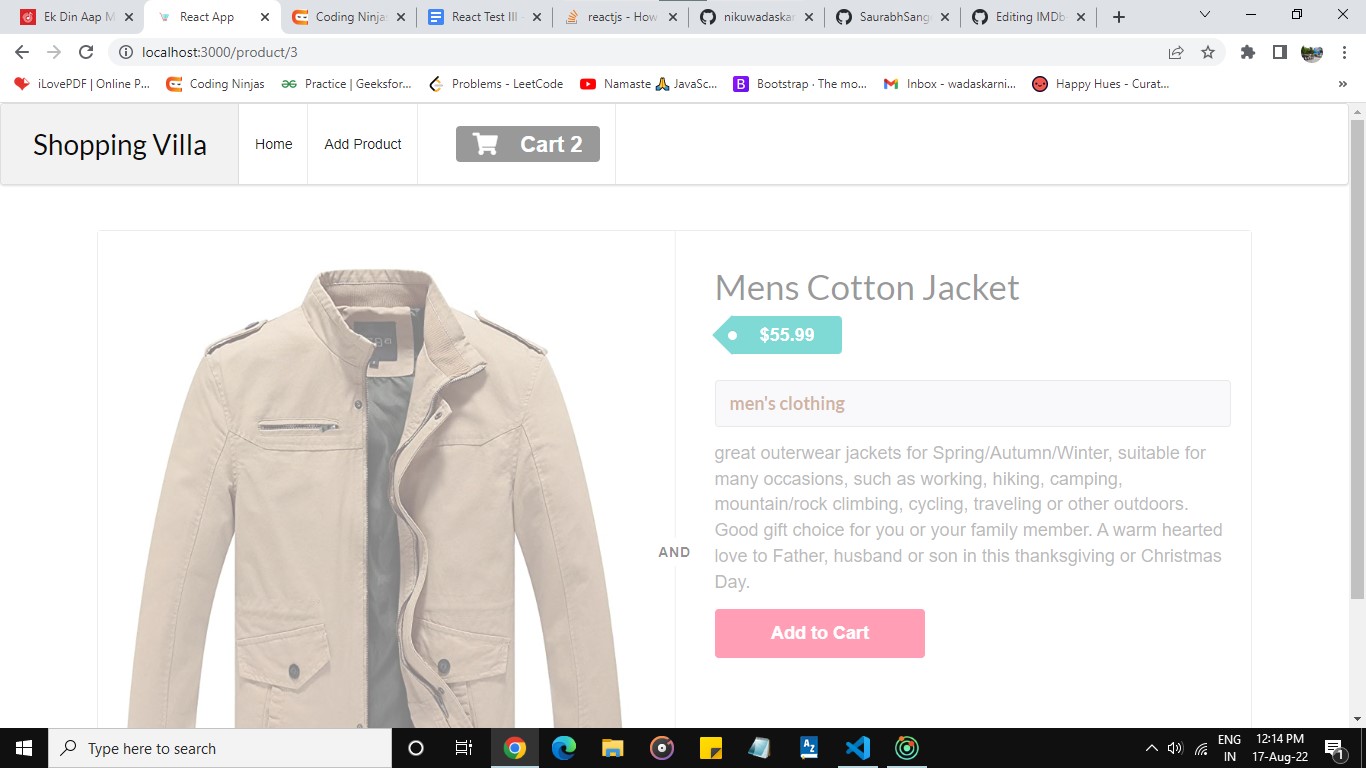 Ek Din Aap M
React App
Coding Ninja
React Test III -
reactjs - How
nikuwadaskar
SaurabhSang
Editing IMDb
localhost:3000/product/3
iLovePDF | Online P...
Coding Ninjas
Practice | Geeksfor...
Problems - LeetCode
Namaste 🙏 JavaSc...
Bootstrap · The mo...
Inbox - wadaskarni...
Happy Hues - Curat...
»
Shopping Villa
Home
Add Product
Cart 2
Mens Cotton Jacket
$55.99
men's clothing
great outerwear jackets for Spring/Autumn/Winter, suitable for
many occasions, such as working, hiking, camping,
mountain/rock climbing, cycling, traveling or other outdoors.
Good gift choice for you or your family member. A warm hearted
love to Father, husband or son in this thanksgiving or Christmas
Day.
AND
Add to Cart
Type here to search
ENG
IN
12:14 PM
17-Aug-22
1